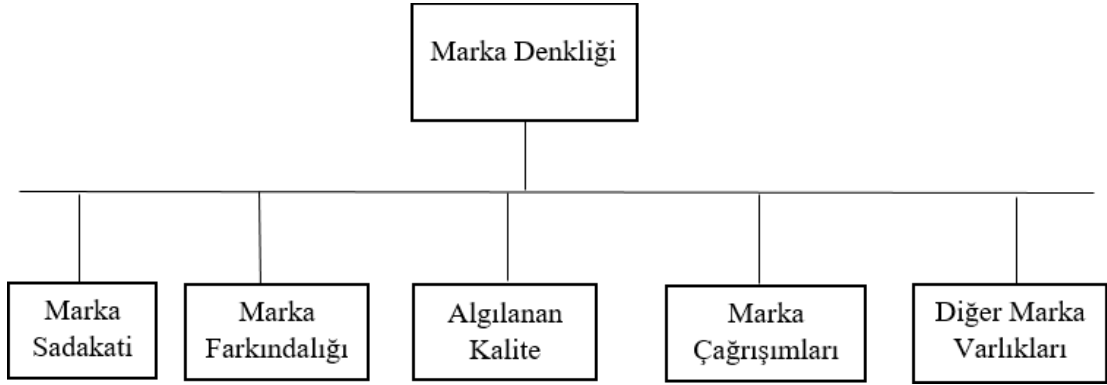 Marka Denkliği
Marka
Sadakati
Marka
Farkındalığı
Algılanan
Kalite
Marka
Çağrışımları
Diğer Marka
Varlıkları